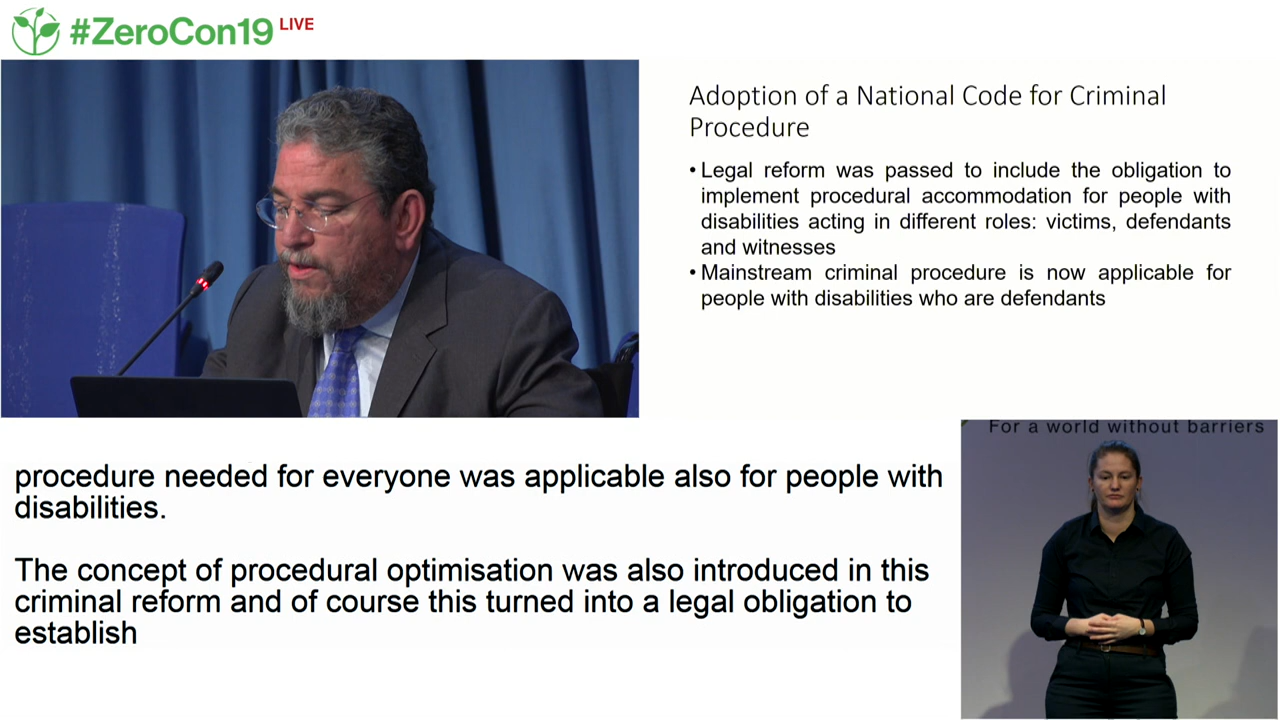 #ZeroCon19 LIVE
Adoption of a National Code for Criminal
Procedure
• Legal reform was passed to include the obligation to
implement procedural accommodation for people with
disabilities acting in different roles: victims, defendants
and witnesses
• Mainstream criminal procedure is now applicable for
people with disabilities who are defendants
For a world without barriers
procedure needed for everyone was applicable also for people with
disabilities.
The concept of procedural optimisation was also introduced in this
criminal reform and of course this turned into a legal obligation to
establish